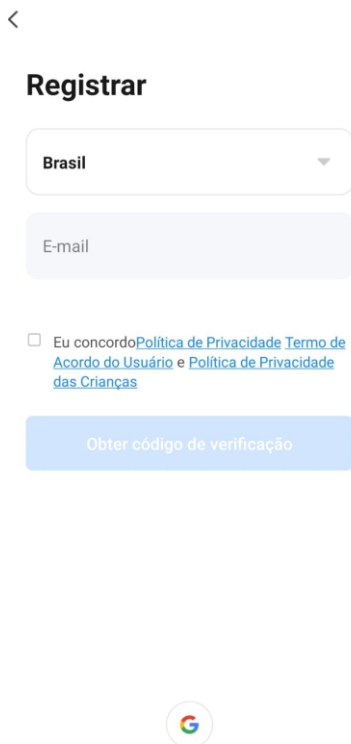 Registrar
Brasil
E-mail
Eu concordoPolítica de Privacidade Termo de
Acordo do Usuário e Política de Privacidade
das Crianças
Obter código de verificação